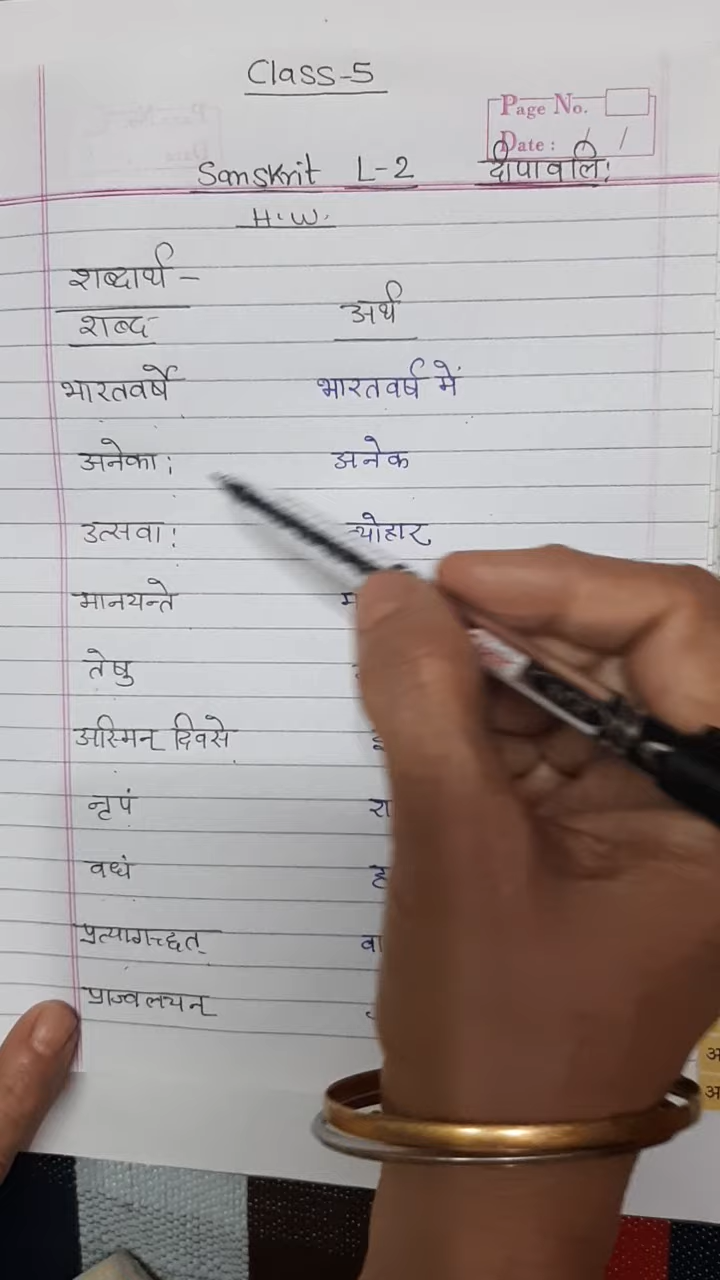 Class-5
Page No.
Date : / /
Sanskrit L-2 दीपावलि:
H.W.
शब्दार्थ –
शब्द अर्थ
भारतवर्षे भारतवर्ष में
अनेका: अनेक
उत्सवा: त्योहार
मानयन्ते
तेषु
अस्मिन् दिवसे
नृपं रा
वधं ह
प्रत्यागच्छत् वा
प्राज्वलयन्